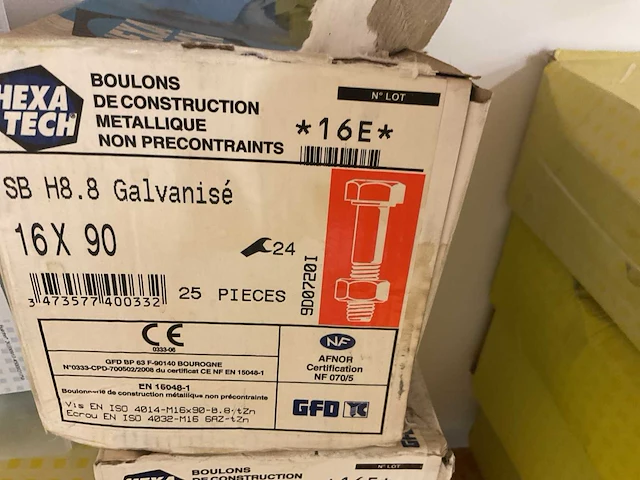 HEXA
TECH
BOULONS
DE CONSTRUCTION
METALLIQUE
NON PRECONTRAINTS
N° LOT
*16E*
SB H8.8 Galvanisé
16X 90
24
3 473577 400332
25 PIECES
9D0720I
CE
0333-06
GFD BP 63 F-90140 BOUROGNE
N°0333-CPD-700502/2008 du certificat CE NF EN 15048-1
EN 15048-1
Boulonnerie de construction métallique non précontrainte
Vis EN ISO 4014-M16x90-8.8-tZn
Ecrou EN ISO 4032-M16 6AZ-tZn
NF
AFNOR
Certification
NF 070/5
GFD
BOULONS
DE CONSTRUCTION
N° LOT
*16E*
HEXA